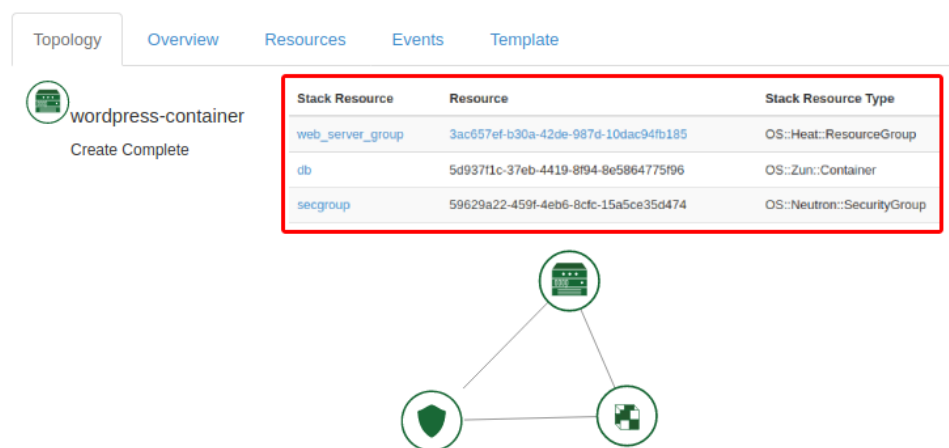 Topology Overview Resources Events Template
wordpress-container
Create Complete
Stack Resource Resource Stack Resource Type
web_server_group 3ac657ef-b30a-42de-987d-10dac94fb185 OS::Heat::ResourceGroup
db 5d937f1c-37eb-4419-8f94-8e5864775f96 OS::Zun::Container
secgroup 59629a22-459f-4eb6-8cfc-15a5ce35d474 OS::Neutron::SecurityGroup